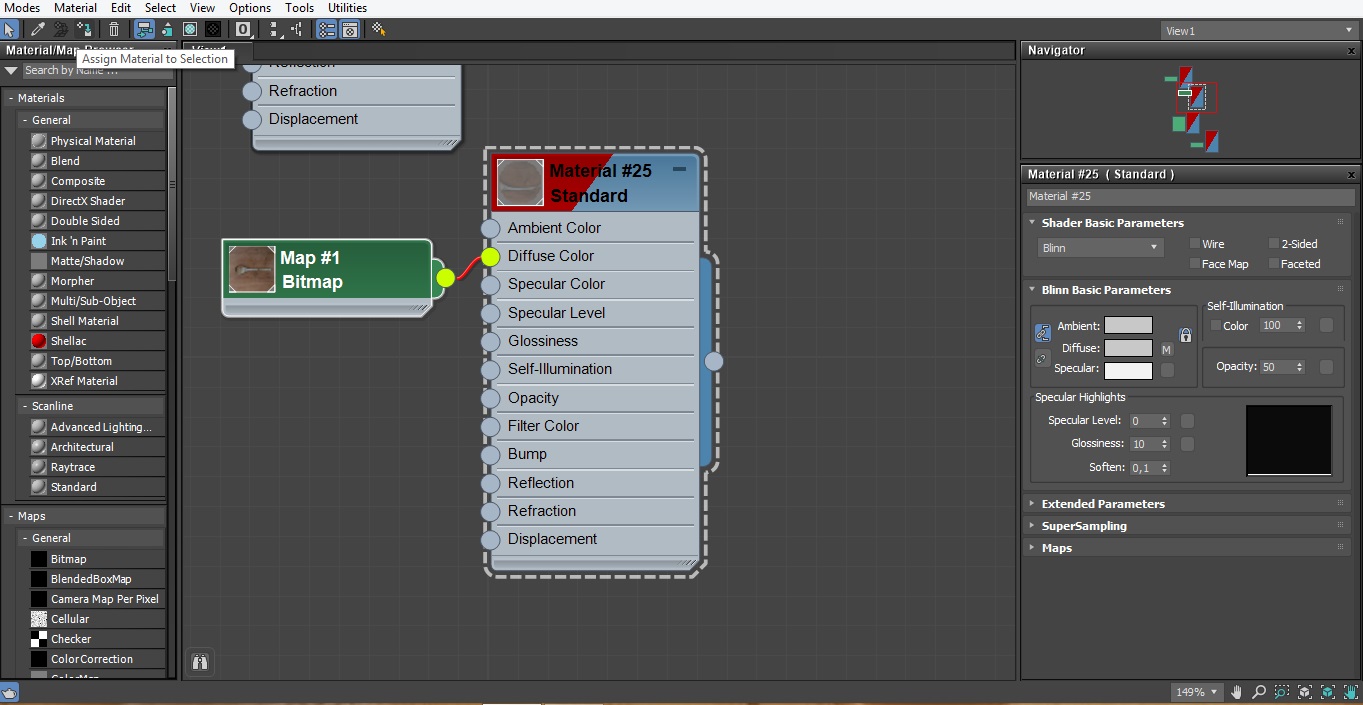 Modes Material Edit Select View Options Tools Utilities
0
View1
Material/Map Browser
Assign Material to Selection
Search by Name ...
- Materials
- General
Physical Material
Blend
Composite
DirectX Shader
Double Sided
Ink 'n Paint
Matte/Shadow
Morpher
Multi/Sub-Object
Shell Material
Shellac
Top/Bottom
XRef Material
- Scanline
Advanced Lighting...
Architectural
Raytrace
Standard
- Maps
- General
Bitmap
BlendedBoxMap
Camera Map Per Pixel
Cellular
Checker
ColorCorrection
ColorMap
View1
Reflection
Refraction
Displacement
Map #1
Bitmap
Material #25
Standard
Ambient Color
Diffuse Color
Specular Color
Specular Level
Glossiness
Self-Illumination
Opacity
Filter Color
Bump
Reflection
Refraction
Displacement
Navigator x
Material #25 ( Standard ) x
Material #25
Shader Basic Parameters
Blinn
Wire 2-Sided
Face Map Faceted
Blinn Basic Parameters
Ambient:
Diffuse: M
Specular:
Self-Illumination
Color 100
Opacity: 50
Specular Highlights
Specular Level: 0
Glossiness: 10
Soften: 0,1
Extended Parameters
SuperSampling
Maps
149%